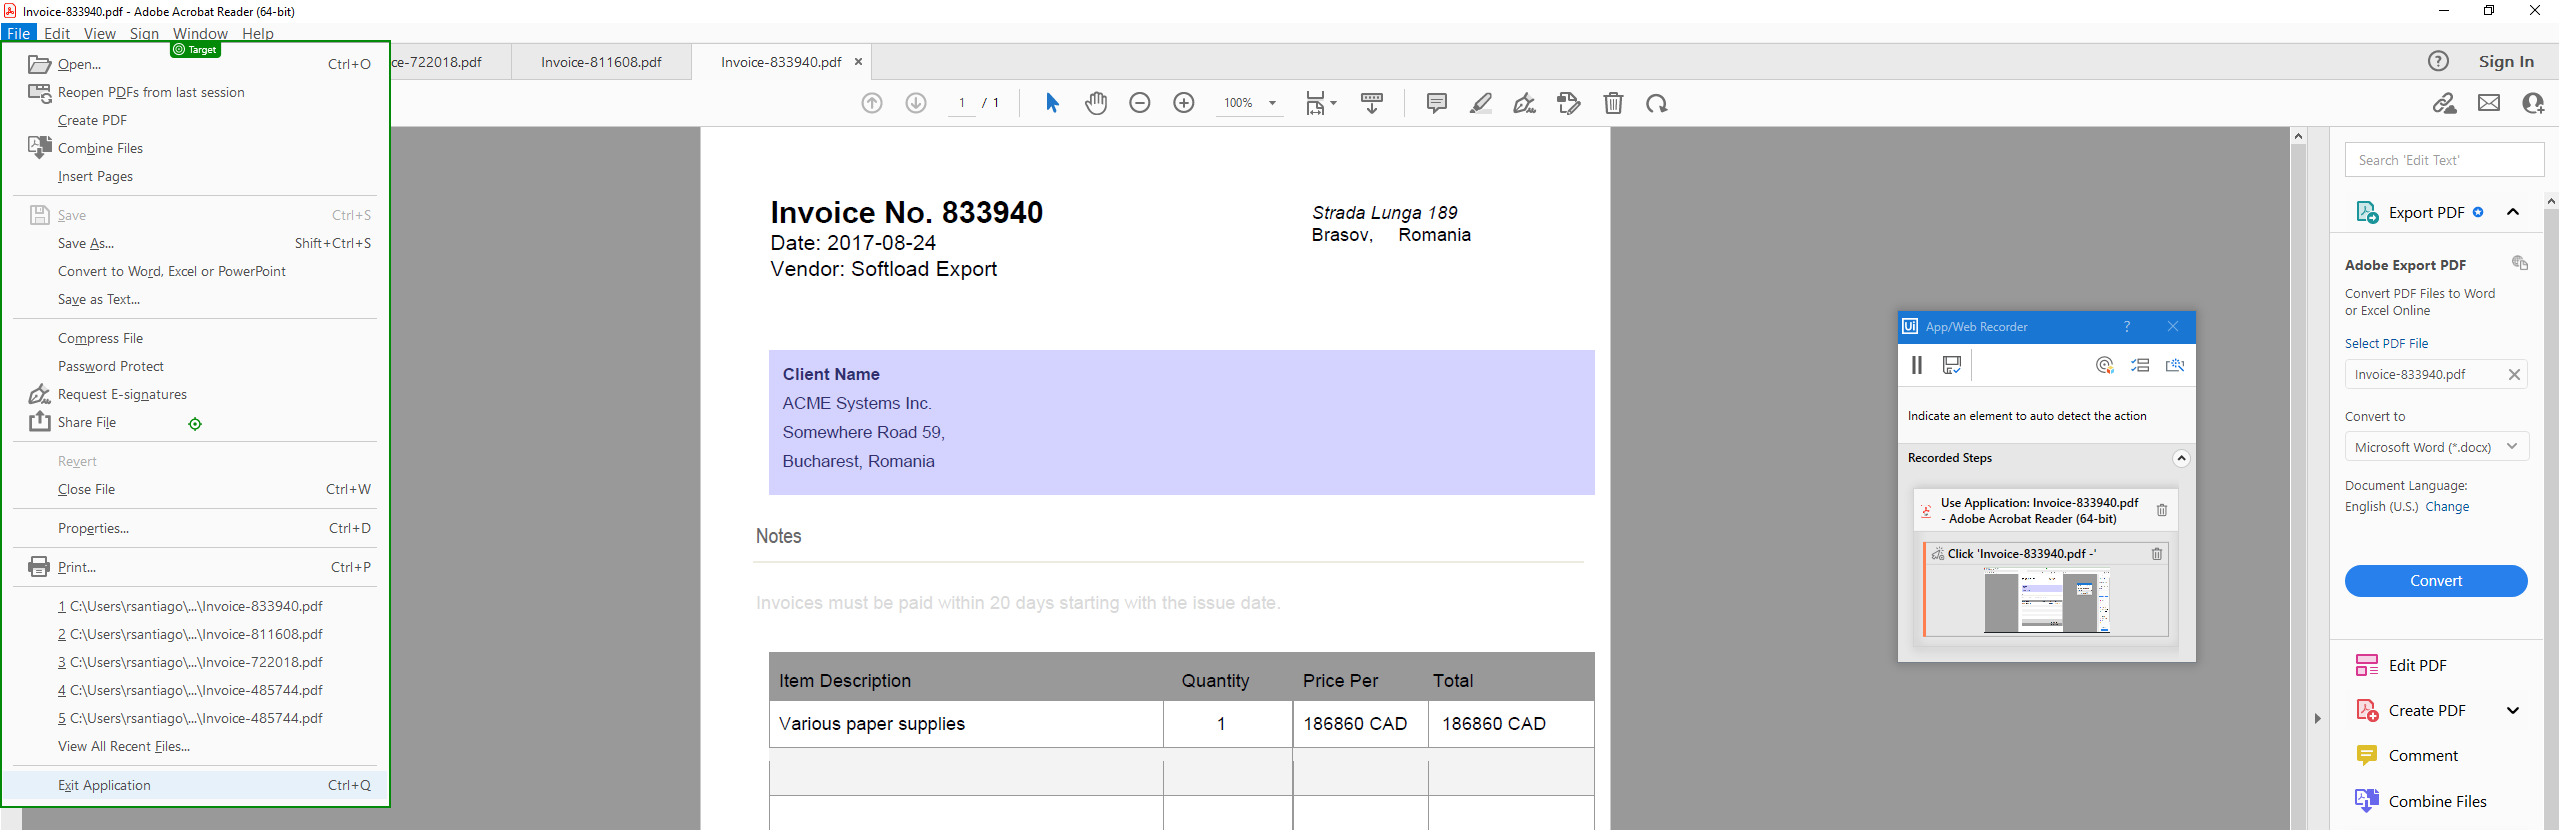 Invoice-833940.pdf - Adobe Acrobat Reader (64-bit)
File Edit View Sign Window Help
Target
Open... Ctrl+O
Reopen PDFs from last session
Create PDF
Combine Files
Insert Pages
Save Ctrl+S
Save As... Shift+Ctrl+S
Convert to Word, Excel or PowerPoint
Save as Text...
Compress File
Password Protect
Request E-signatures
Share File
Revert
Close File Ctrl+W
Properties... Ctrl+D
Print... Ctrl+P
1 C:\Users\rsantiago\...\Invoice-833940.pdf
2 C:\Users\rsantiago\...\Invoice-811608.pdf
3 C:\Users\rsantiago\...\Invoice-722018.pdf
4 C:\Users\rsantiago\...\Invoice-485744.pdf
5 C:\Users\rsantiago\...\Invoice-485744.pdf
View All Recent Files...
Exit Application Ctrl+Q
ce-722018.pdf Invoice-811608.pdf Invoice-833940.pdf
Sign In
1 / 1 100%
Invoice No. 833940
Date: 2017-08-24
Vendor: Softload Export
Strada Lunga 189
Brasov, Romania
Client Name
ACME Systems Inc.
Somewhere Road 59,
Bucharest, Romania
Notes
Invoices must be paid within 20 days starting with the issue date.
Item Description Quantity Price Per Total
Various paper supplies 1 186860 CAD 186860 CAD
Ui App/Web Recorder ?
Indicate an element to auto detect the action
Recorded Steps
Use Application: Invoice-833940.pdf
- Adobe Acrobat Reader (64-bit)
Click 'Invoice-833940.pdf -'
Search 'Edit Text'
Export PDF
Adobe Export PDF
Convert PDF Files to Word
or Excel Online
Select PDF File
Invoice-833940.pdf
Convert to
Microsoft Word (*.docx)
Document Language:
English (U.S.) Change
Convert
Edit PDF
Create PDF
Comment
Combine Files